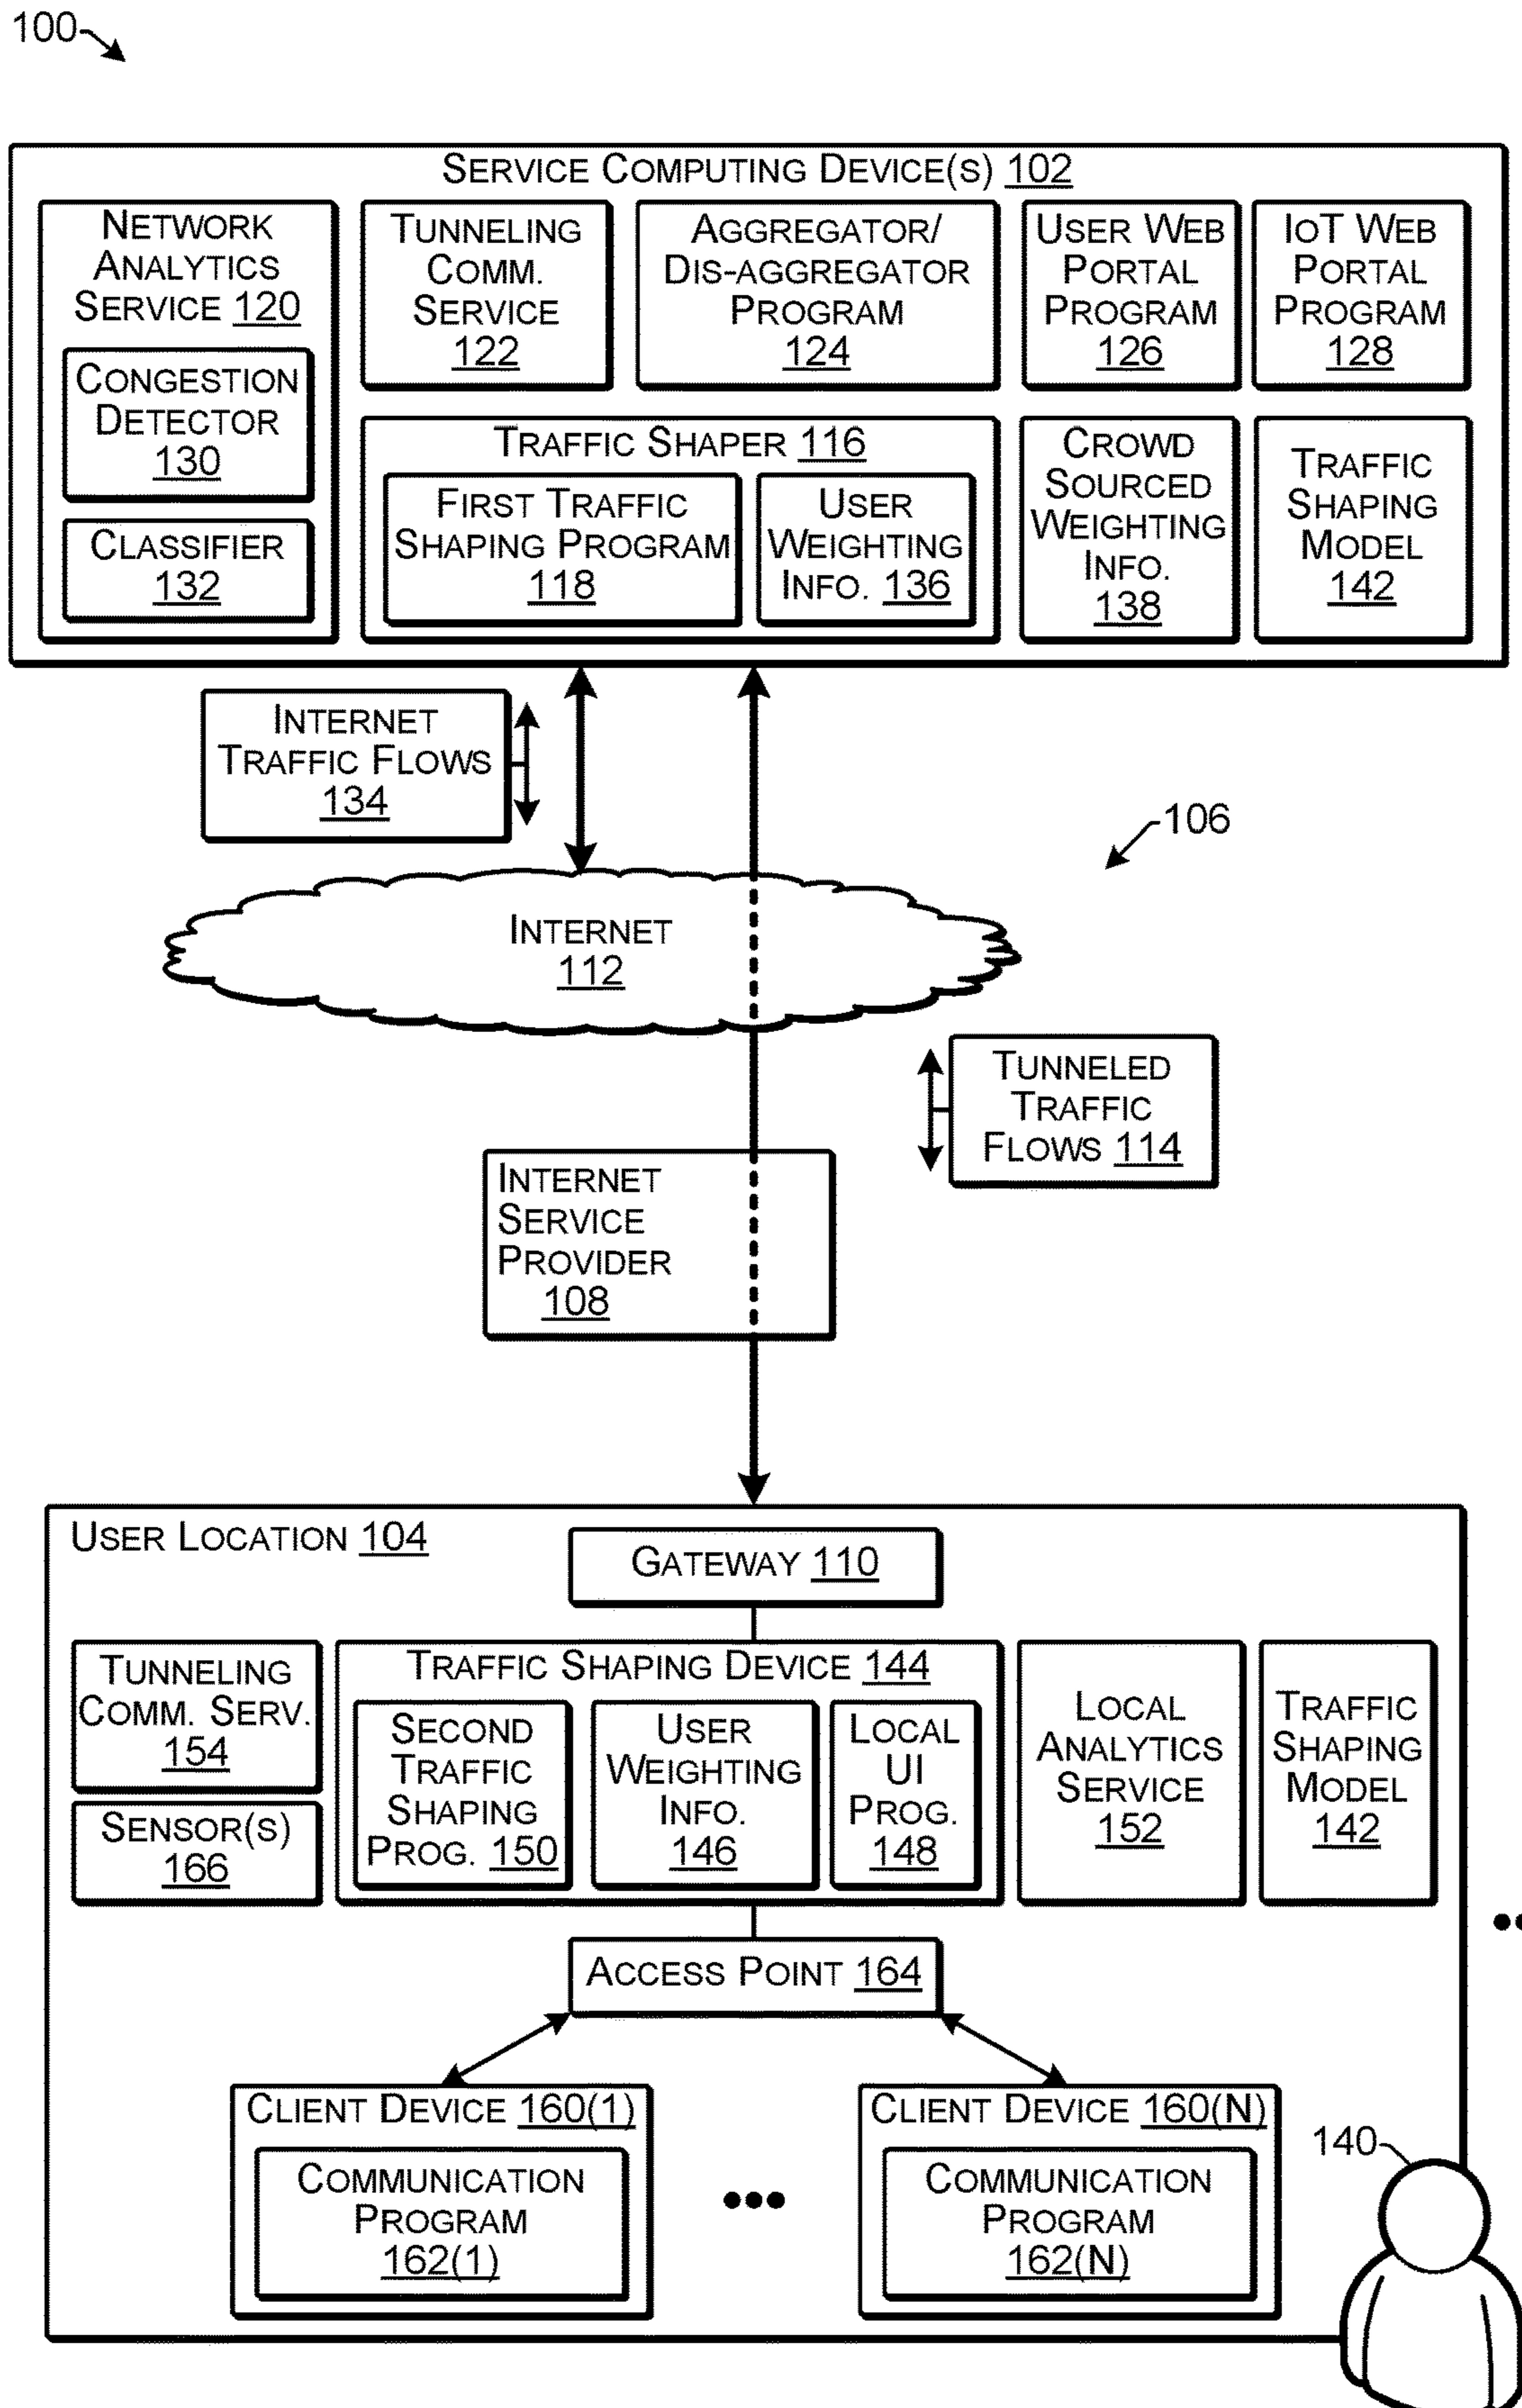 100
SERVICE COMPUTING DEVICE(S) 102
NETWORK
ANALYTICS
SERVICE 120
CONGESTION
DETECTOR
130
CLASSIFIER
132
TUNNELING
COMM.
SERVICE
122
AGGREGATOR/
DIS-AGGREGATOR
PROGRAM
124
USER WEB
PORTAL
PROGRAM
126
IOT WEB
PORTAL
PROGRAM
128
TRAFFIC SHAPER 116
FIRST TRAFFIC
SHAPING PROGRAM
118
USER
WEIGHTING
INFO. 136
CROWD
SOURCED
WEIGHTING
INFO.
138
TRAFFIC
SHAPING
MODEL
142
INTERNET
TRAFFIC FLOWS
134
106
INTERNET
112
TUNNELED
TRAFFIC
FLOWS 114
INTERNET
SERVICE
PROVIDER
108
USER LOCATION 104
GATEWAY 110
TUNNELING
COMM. SERV.
154
SENSOR(S)
166
TRAFFIC SHAPING DEVICE 144
SECOND
TRAFFIC
SHAPING
PROG. 150
USER
WEIGHTING
INFO.
146
LOCAL
UI
PROG.
148
LOCAL
ANALYTICS
SERVICE
152
TRAFFIC
SHAPING
MODEL
142
ACCESS POINT 164
CLIENT DEVICE 160(1)
COMMUNICATION
PROGRAM
162(1)
CLIENT DEVICE 160(N)
COMMUNICATION
PROGRAM
162(N)
140